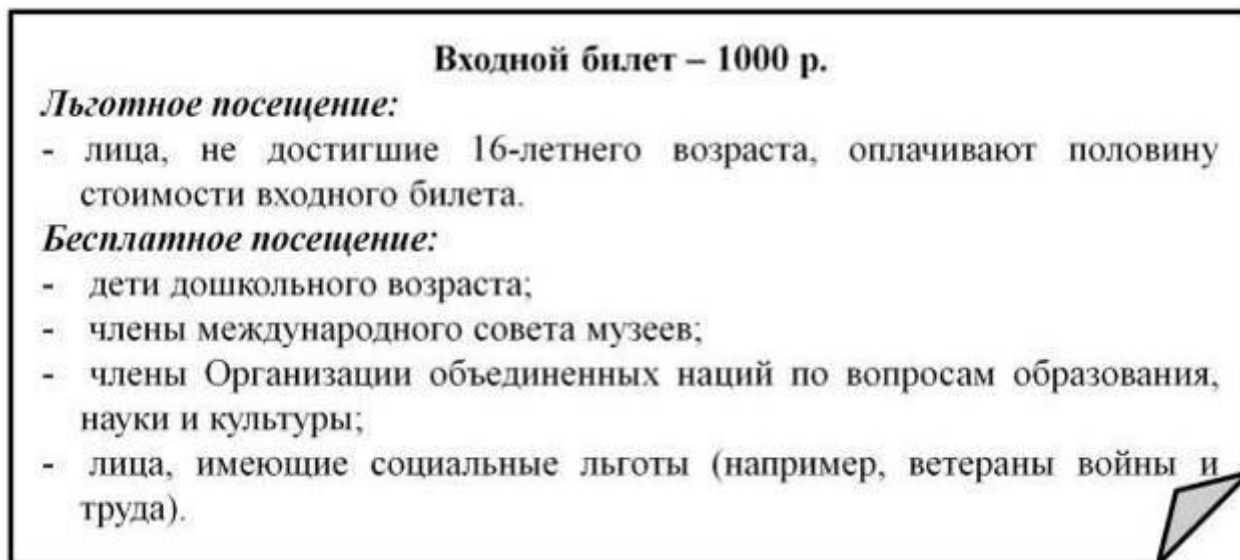 Входной билет – 1000 р.
Льготное посещение:
- лица, не достигшие 16-летнего возраста, оплачивают половину
стоимости входного билета.
Бесплатное посещение:
- дети дошкольного возраста;
- члены международного совета музеев;
- члены Организации объединенных наций по вопросам образования,
науки и культуры;
- лица, имеющие социальные льготы (например, ветераны войны и
труда).